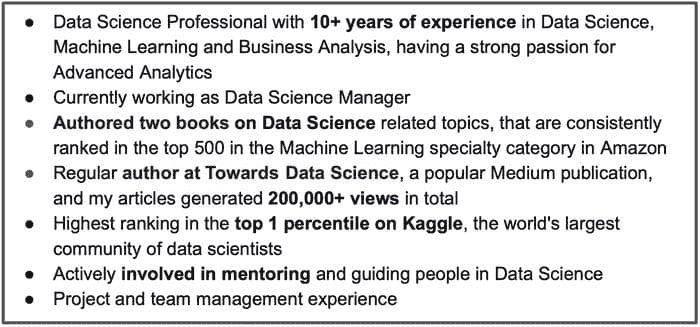 ● Data Science Professional with 10+ years of experience in Data Science,
Machine Learning and Business Analysis, having a strong passion for
Advanced Analytics
● Currently working as Data Science Manager
● Authored two books on Data Science related topics, that are consistently
ranked in the top 500 in the Machine Learning specialty category in Amazon
● Regular author at Towards Data Science, a popular Medium publication,
and my articles generated 200,000+ views in total
● Highest ranking in the top 1 percentile on Kaggle, the world's largest
community of data scientists
● Actively involved in mentoring and guiding people in Data Science
● Project and team management experience